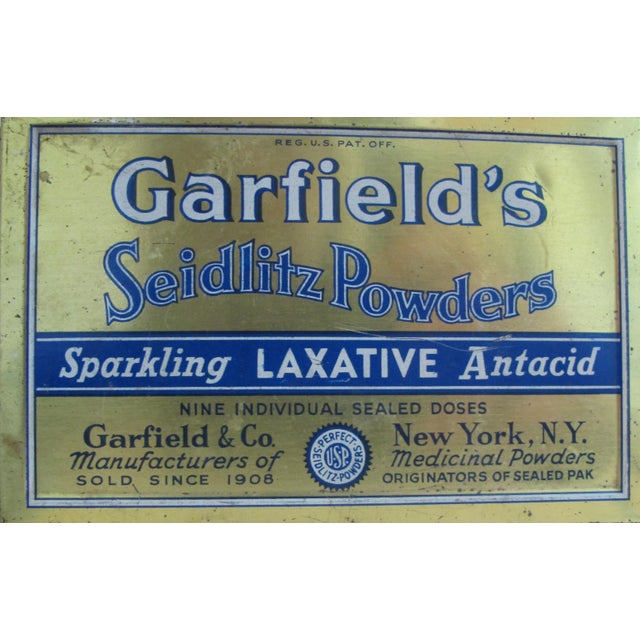 REG. U.S. PAT. OFF.
Garfield's
Seidlitz Powders
Sparkling LAXATIVE Antacid
NINE INDIVIDUAL SEALED DOSES
Garfield & Co. New York, N.Y.
Manufacturers of Medicinal Powders
SOLD SINCE 1908 ORIGINATORS OF SEALED PAK
PERFECT
U.S.P.
SEIDLITZ-POWDERS